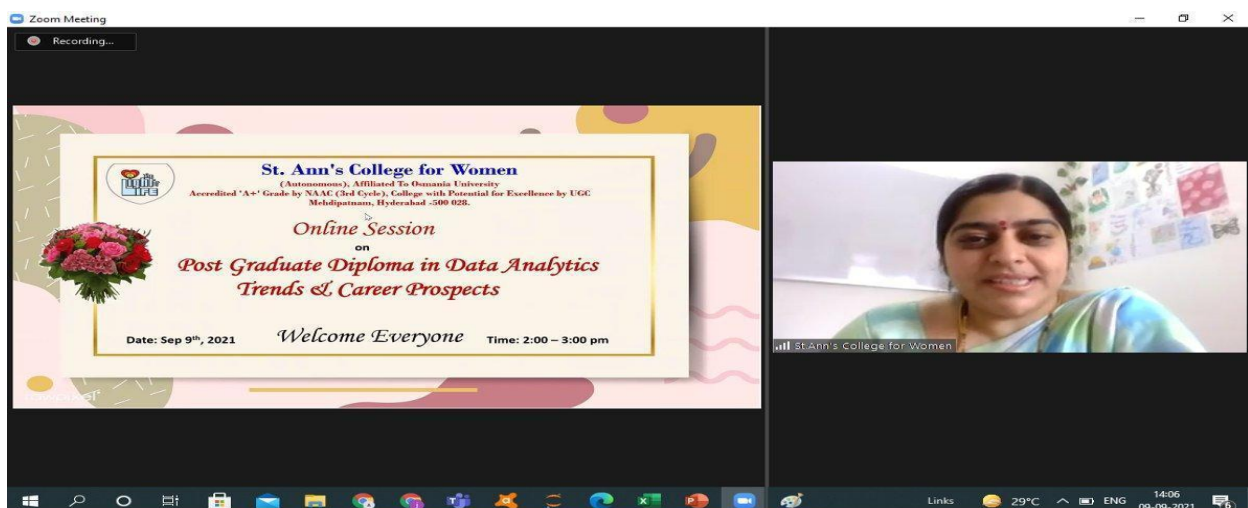 Zoom Meeting
Recording...
St. Ann's College for Women
(Autonomous), Affiliated To Osmania University
Accredited 'A+' Grade by NAAC (3rd Cycle), College with Potential for Excellence by UGC
Mehdipatnam, Hyderabad -500 028.
Online Session
on
Post Graduate Diploma in Data Analytics
Trends & Career Prospects
Date: Sep 9th, 2021
Welcome Everyone
Time: 2:00 – 3:00 pm
St Ann's College for Women
Links
29°C
ENG
14:06
09-09-2021
6